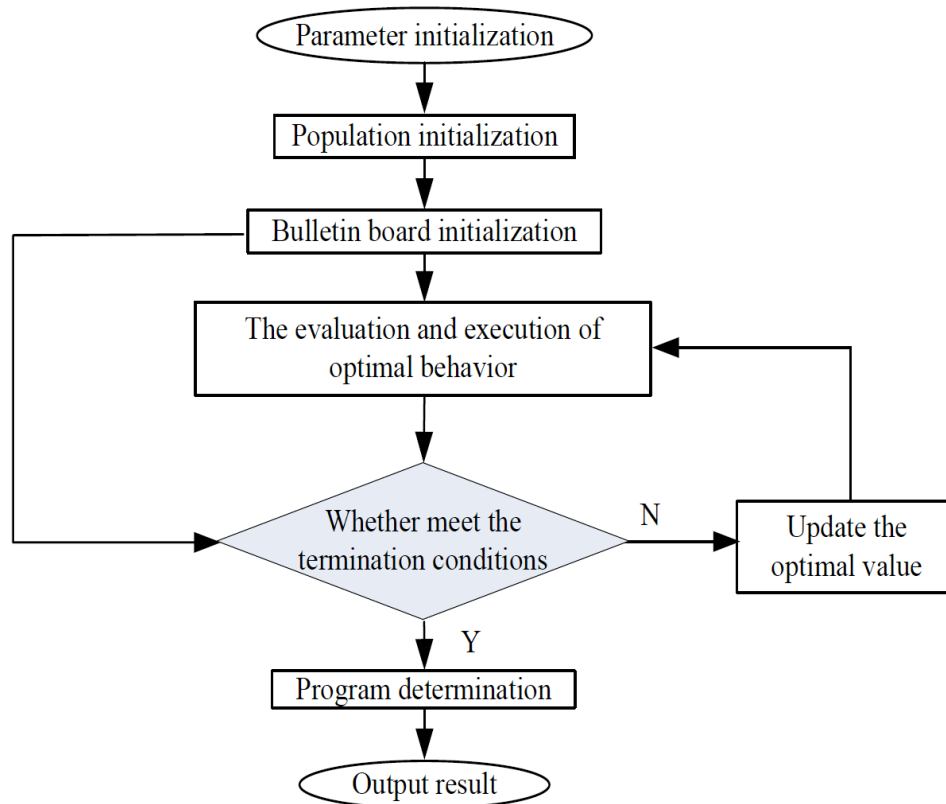 Parameter initialization
Population initialization
Bulletin board initialization
The evaluation and execution of
optimal behavior
Whether meet the
termination conditions
N
Update the
optimal value
Y
Program determination
Output result